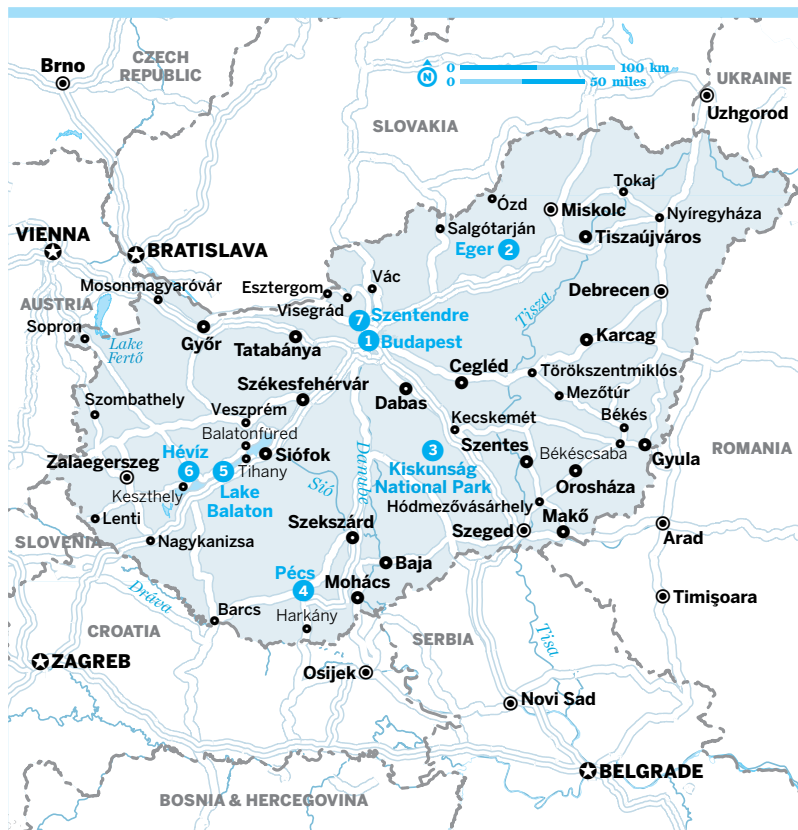 CZECH
REPUBLIC
Brno
0 100 km
N
0 50 miles
UKRAINE
Uzhgorod
SLOVAKIA
Tokaj
Ózd
Miskolc
Nyíregyháza
Salgótarján
Tiszaújváros
Eger 2
VIENNA
BRATISLAVA
Vác
Esztergom
Mosonmagyaróvár
Visegrád
Debrecen
AUSTRIA
Tisza
Sopron
Lake
Fertő
Győr
7 Szentendre
1 Budapest
Tatabánya
Karcag
Cegléd
Törökszentmiklós
Székesfehérvár
Dabas
Mezőtúr
Szombathely
Veszprém
Kecskemét
Békés
Balatonfüred
Szentes
Békéscsaba
Siófok
Danube
3
Kiskunság
National Park
Gyula
ROMANIA
Hévíz
6
5
Tihany
Zalaegerszeg
Keszthely
Lake
Balaton
Sió
Orosháza
Hódmezővásárhely
Makó
Lenti
Szekszárd
Szeged
Arad
SLOVENIA
Nagykanizsa
Baja
Pécs
4
Mohács
Timişoara
Dráva
Barcs
Harkány
CROATIA
SERBIA
Tisa
ZAGREB
Osijek
Novi Sad
BELGRADE
BOSNIA & HERCEGOVINA